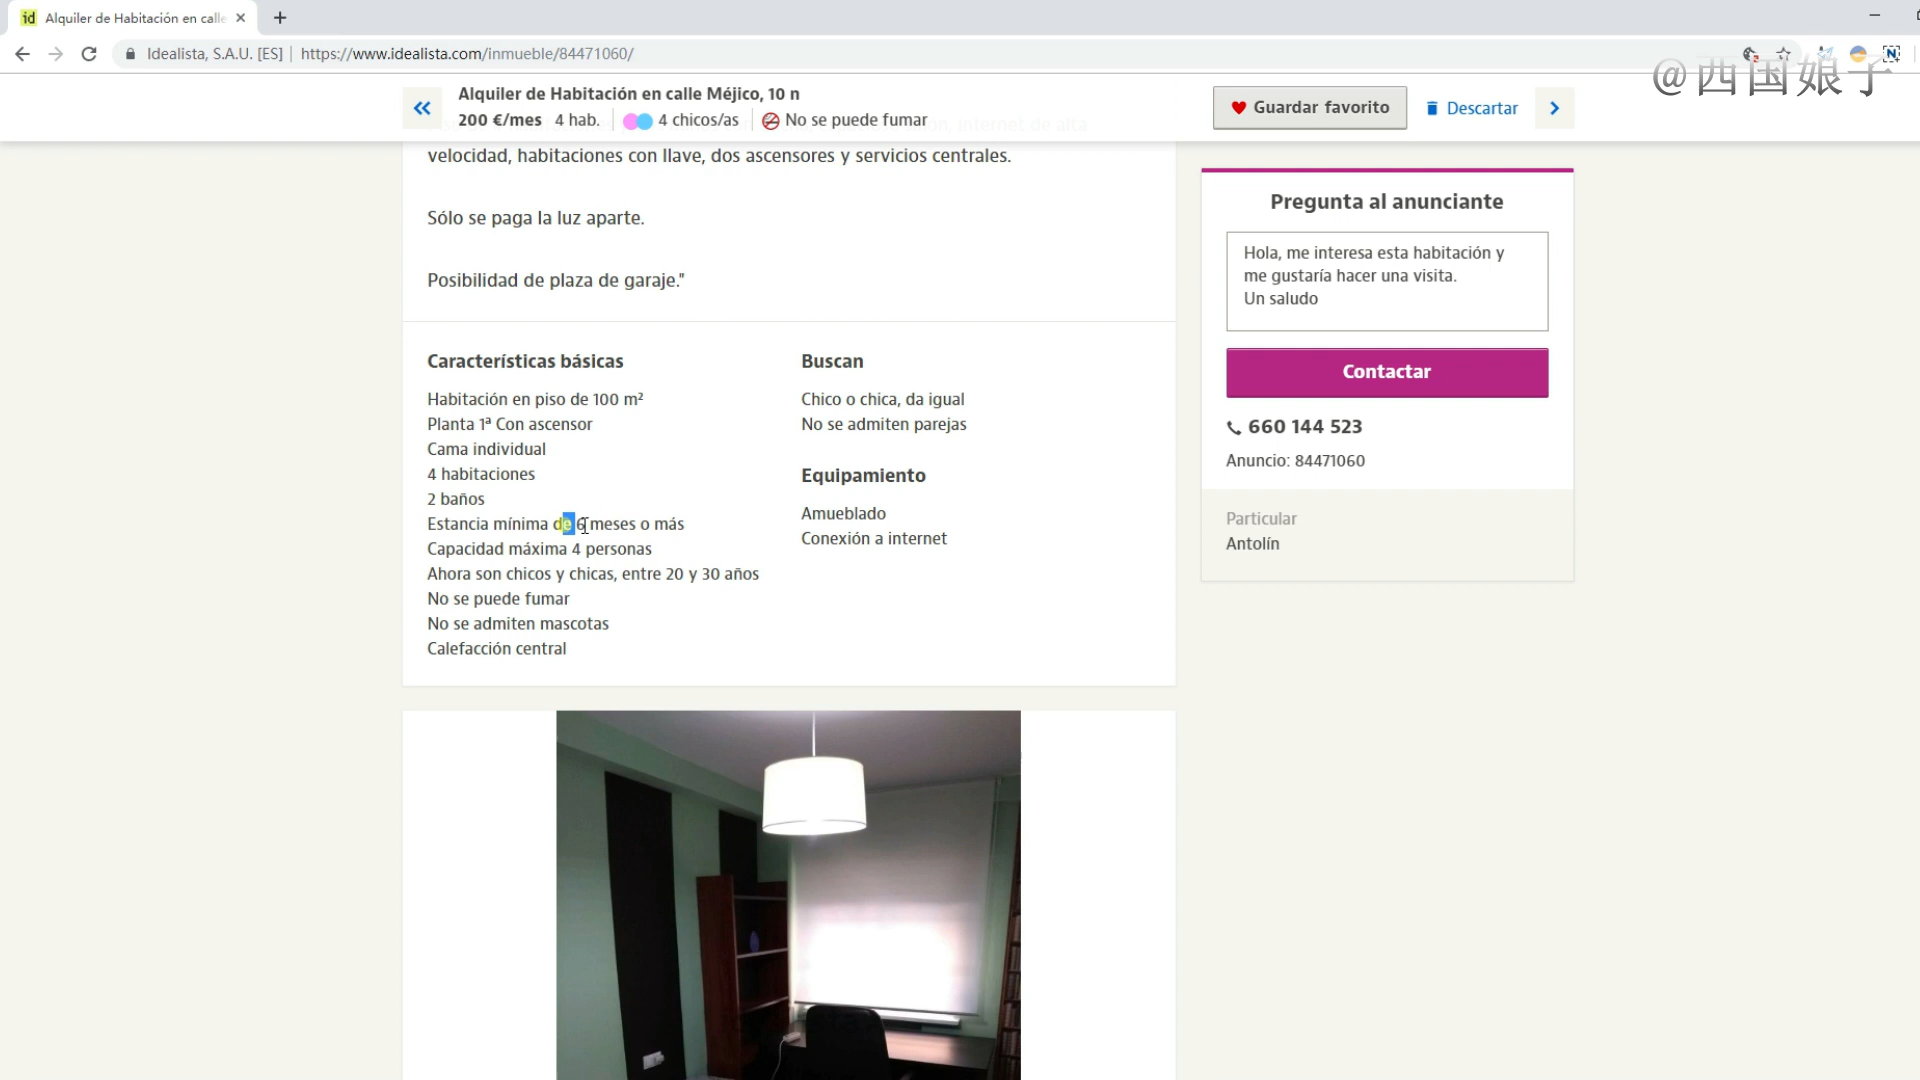 Alquiler de Habitación en calle
Idealista, S.A.U. [ES] | https://www.idealista.com/inmueble/84471060/
@西国娘子
Alquiler de Habitación en calle Méjico, 10 n
200 €/mes 4 hab. 4 chicos/as No se puede fumar
Guardar favorito
Descartar
internet de alta
velocidad, habitaciones con llave, dos ascensores y servicios centrales.
Sólo se paga la luz aparte.
Posibilidad de plaza de garaje."
Características básicas
Habitación en piso de 100 m²
Planta 1ª Con ascensor
Cama individual
4 habitaciones
2 baños
Estancia mínima de 6 meses o más
Capacidad máxima 4 personas
Ahora son chicos y chicas, entre 20 y 30 años
No se puede fumar
No se admiten mascotas
Calefacción central
Buscan
Chico o chica, da igual
No se admiten parejas
Equipamiento
Amueblado
Conexión a internet
Pregunta al anunciante
Hola, me interesa esta habitación y
me gustaría hacer una visita.
Un saludo
Contactar
660 144 523
Anuncio: 84471060
Particular
Antolín